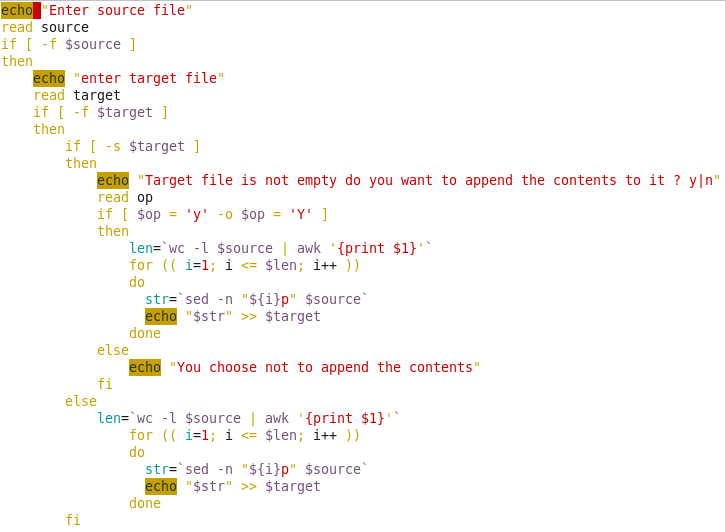 echo "Enter source file"
read source
if [ -f $source ]
then
    echo "enter target file"
    read target
    if [ -f $target ]
    then
        if [ -s $target ]
        then
            echo "Target file is not empty do you want to append the contents to it ? y|n"
            read op
            if [ $op = 'y' -o $op = 'Y' ]
            then
                len=`wc -l $source | awk '{print $1}'`
                for (( i=1; i <= $len; i++ ))
                do
                  str=`sed -n "${i}p" $source`
                  echo "$str" >> $target
                done
            else
                echo "You choose not to append the contents"
            fi
        else
            len=`wc -l $source | awk '{print $1}'`
                for (( i=1; i <= $len; i++ ))
                do
                  str=`sed -n "${i}p" $source`
                  echo "$str" >> $target
                done
        fi